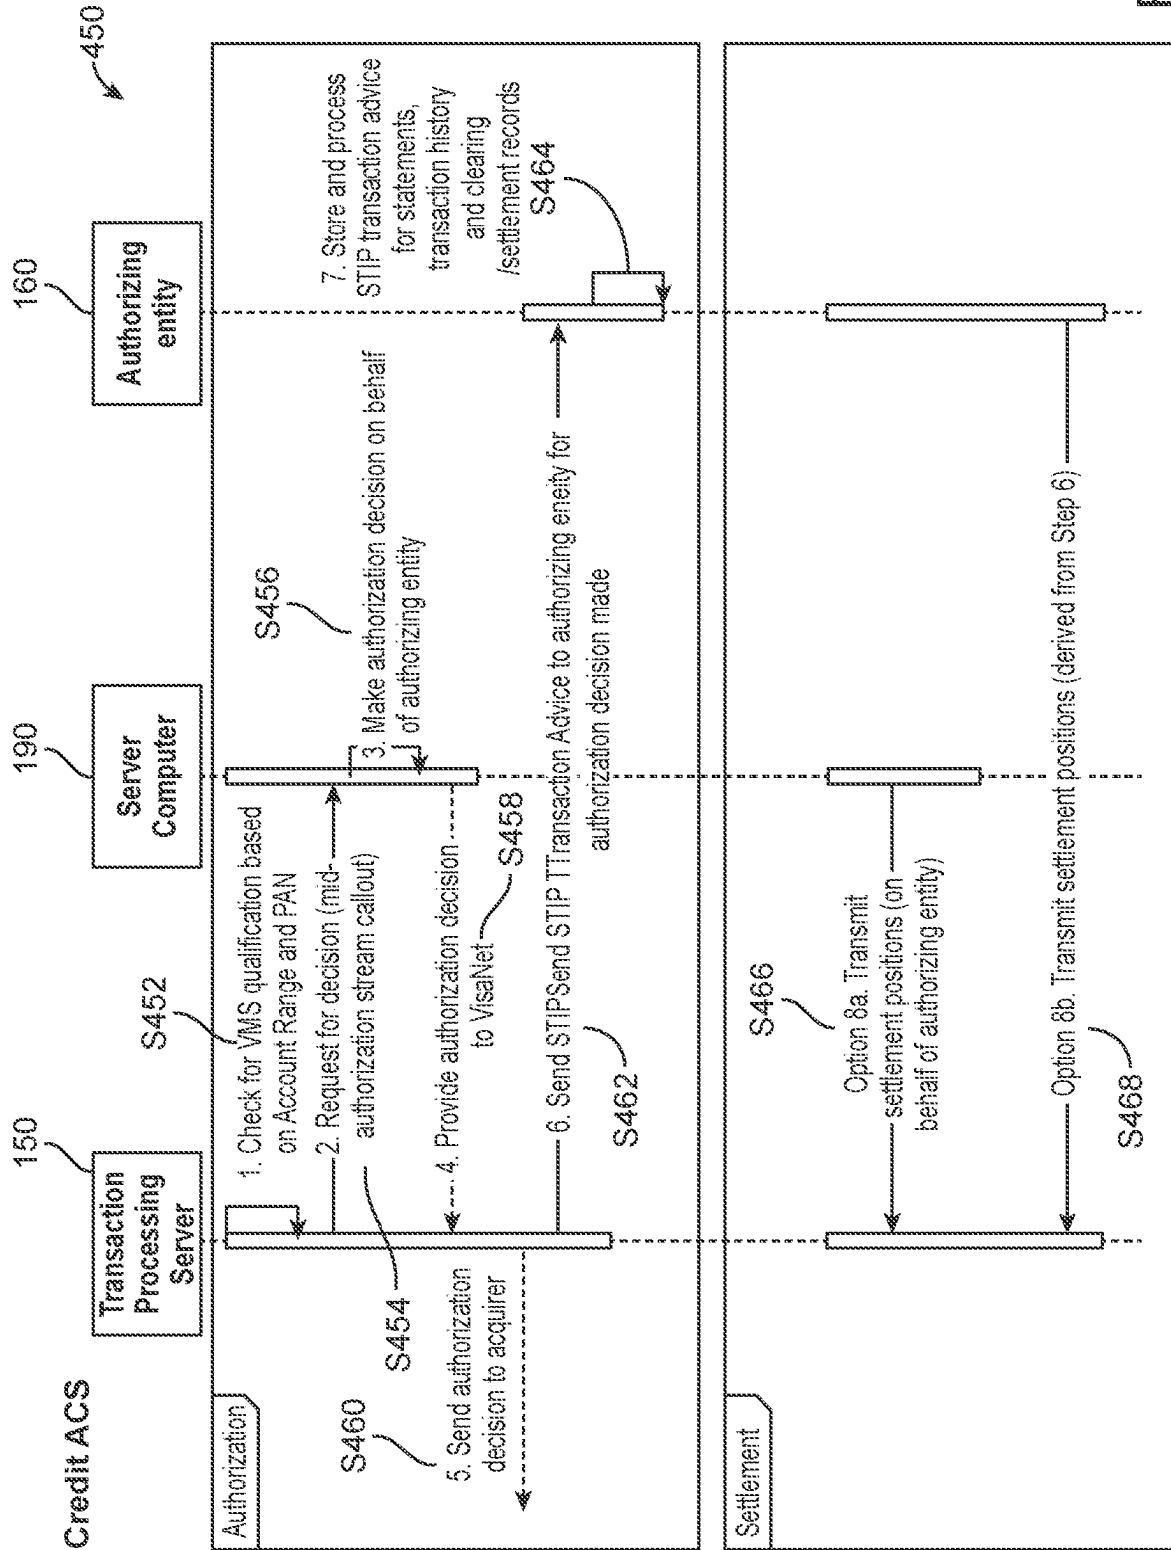 Credit ACS
450
150
Transaction
Processing
Server
190
Server
Computer
160
Authorizing
entity
Authorization
S452
1. Check for VMS qualification based
on Account Range and PAN
2. Request for decision (mid-
authorization stream callout)
S454
S456
3. Make authorization decision on behalf
of authorizing entity
4. Provide authorization decision
to VisaNet
S458
S460
5. Send authorization
decision to acquirer
6. Send STIPSend STIP TTransaction Advice to authorizing eneity for
authorization decision made
S462
7. Store and process
STIP transaction advice
for statements,
transaction history
and clearing
/settlement records
S464
Settlement
S466
Option 8a. Transmit
settlement positions (on
behalf of authorizing entity)
Option 8b. Transmit settlement positions (derived from Step 6)
S468